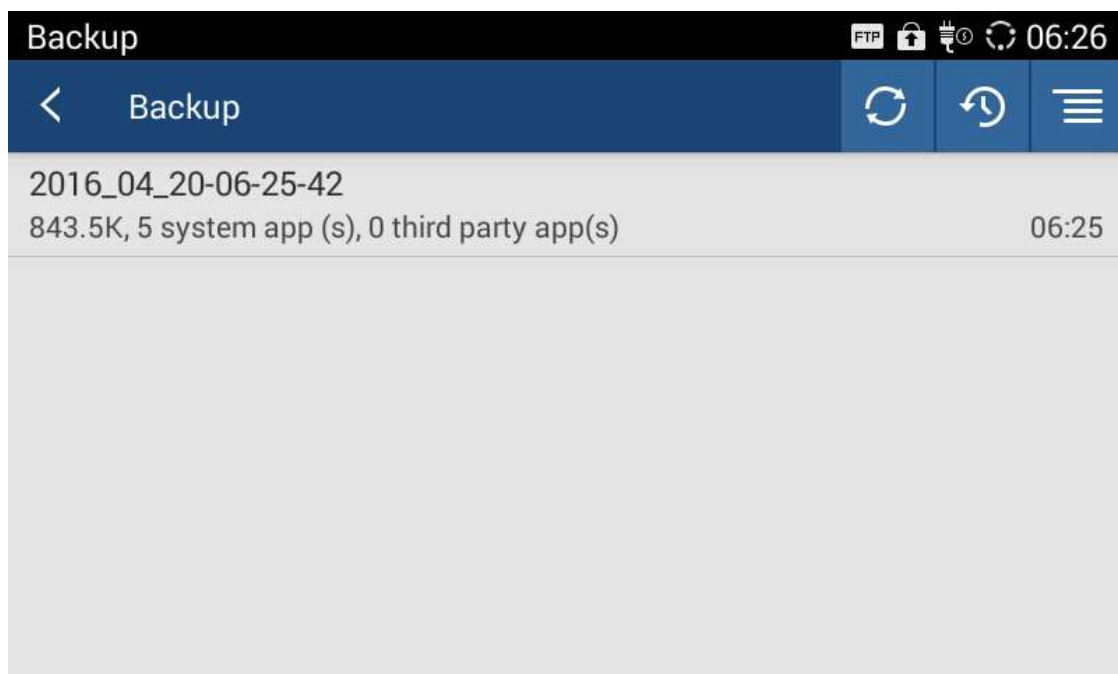 Backup
FTP 06:26
Backup
2016_04_20-06-25-42
843.5K, 5 system app (s), 0 third party app(s) 06:25